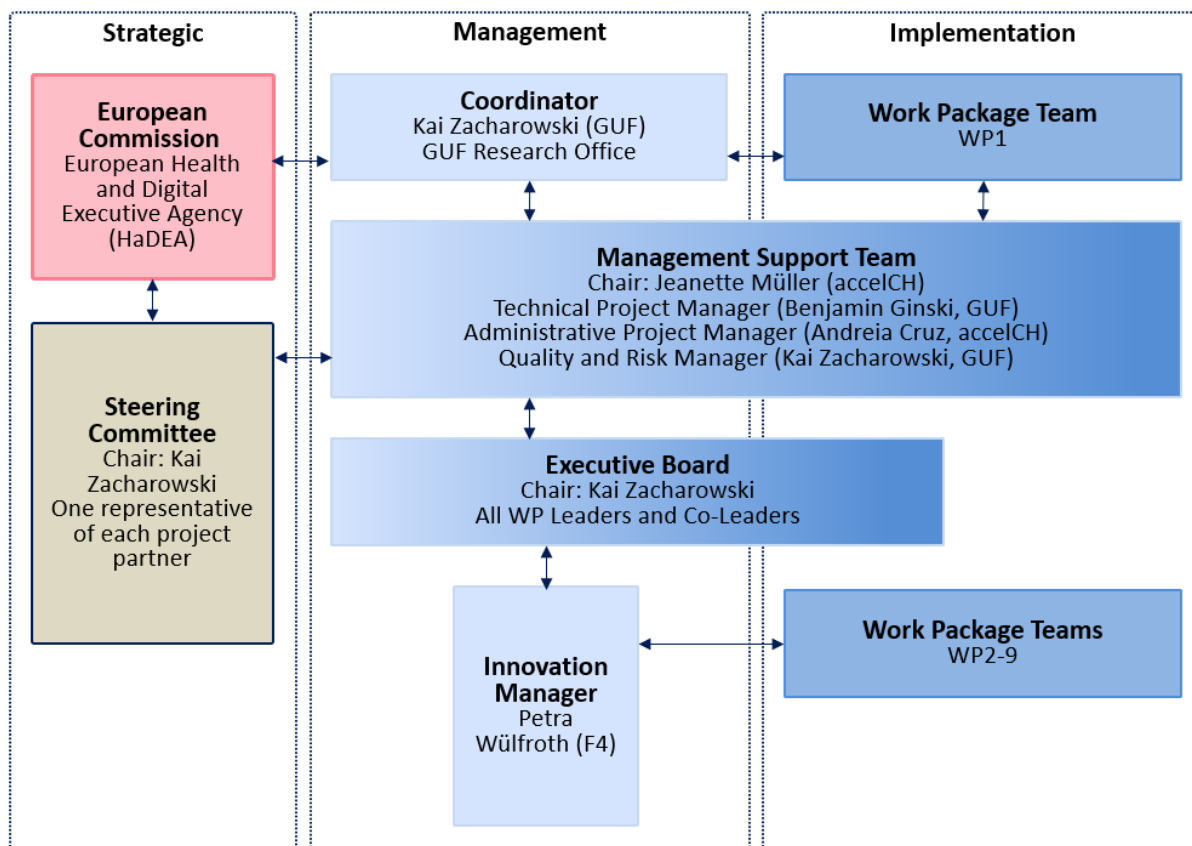 Strategic
Management
Implementation
European
Commission
European Health
and Digital
Executive Agency
(HaDEA)
Coordinator
Kai Zacharowski (GUF)
GUF Research Office
Work Package Team
WP1
Management Support Team
Chair: Jeanette Müller (accelCH)
Technical Project Manager (Benjamin Ginski, GUF)
Administrative Project Manager (Andreia Cruz, accelCH)
Quality and Risk Manager (Kai Zacharowski, GUF)
Steering
Committee
Chair: Kai
Zacharowski
One representative
of each project
partner
Executive Board
Chair: Kai Zacharowski
All WP Leaders and Co-Leaders
Innovation
Manager
Petra
Wülfroth (F4)
Work Package Teams
WP2-9